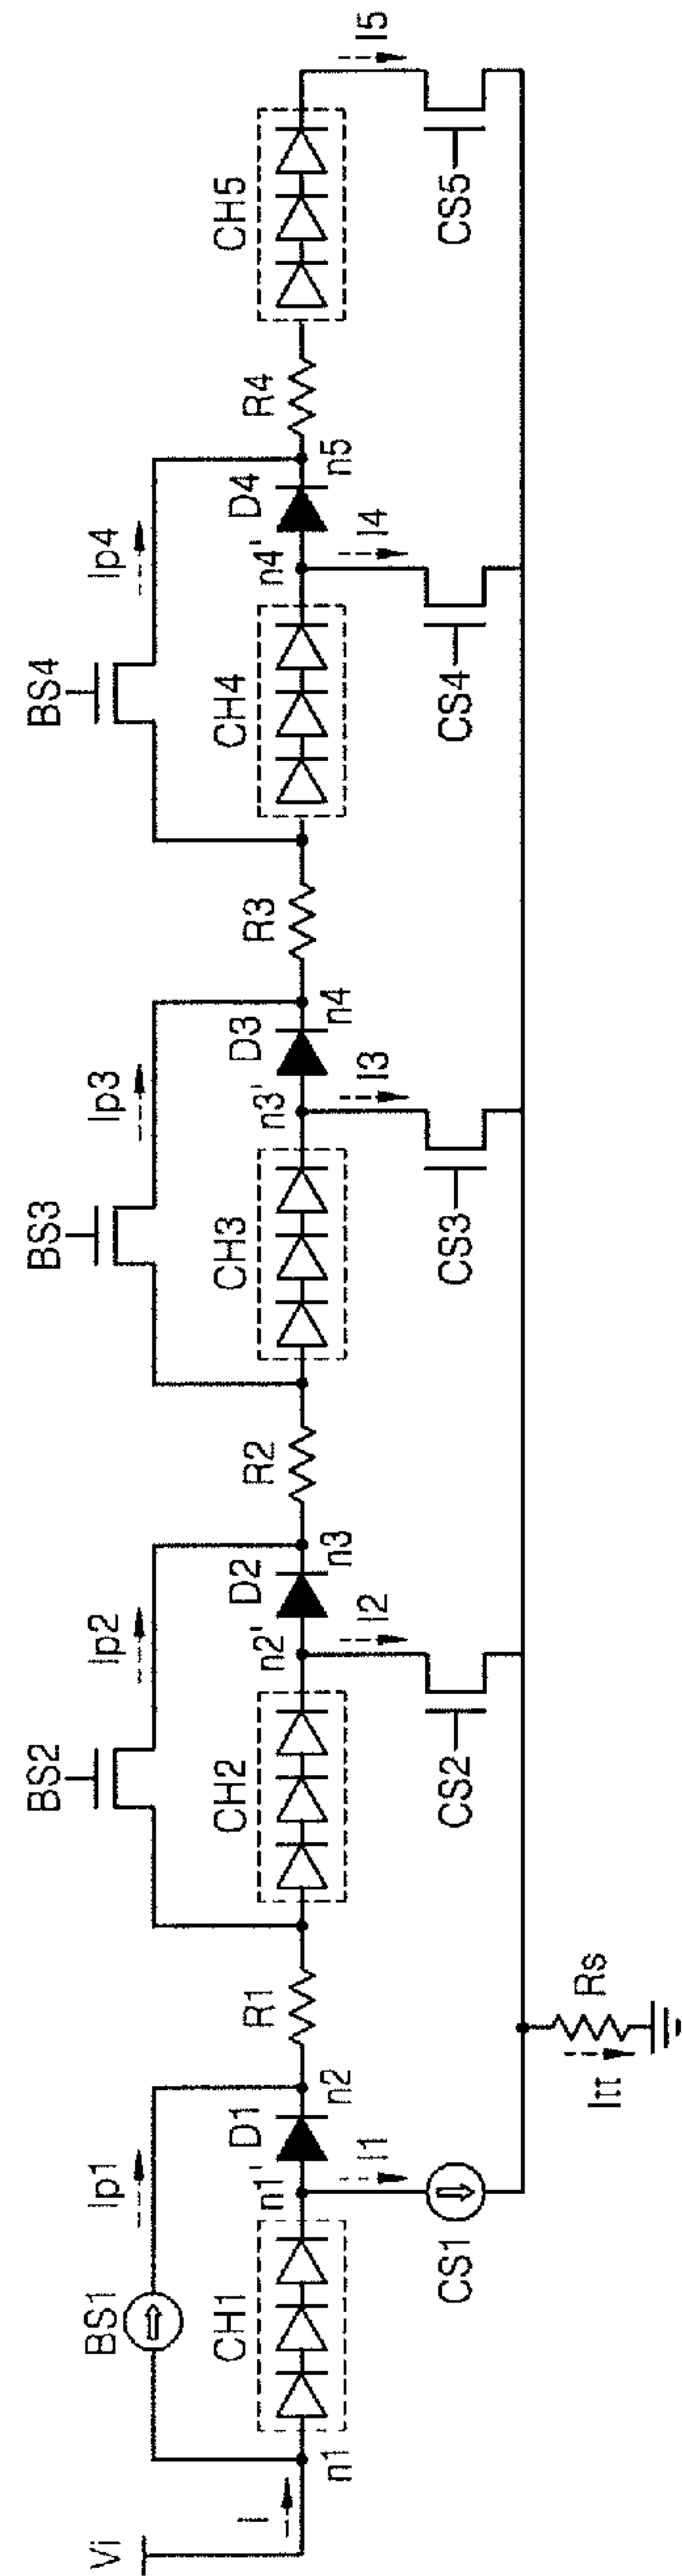 Vi
I
n1
BS1
Ip1
CH1
n1'
D1
n2
I1
CS1
R1
Rs
BS2
Ip2
CH2
n2'
D2
n3
I2
CS2
R2
BS3
Ip3
CH3
n3'
D3
n4
I3
CS3
R3
BS4
Ip4
CH4
n4'
D4
n5
I4
CS4
R4
CH5
I5
CS5